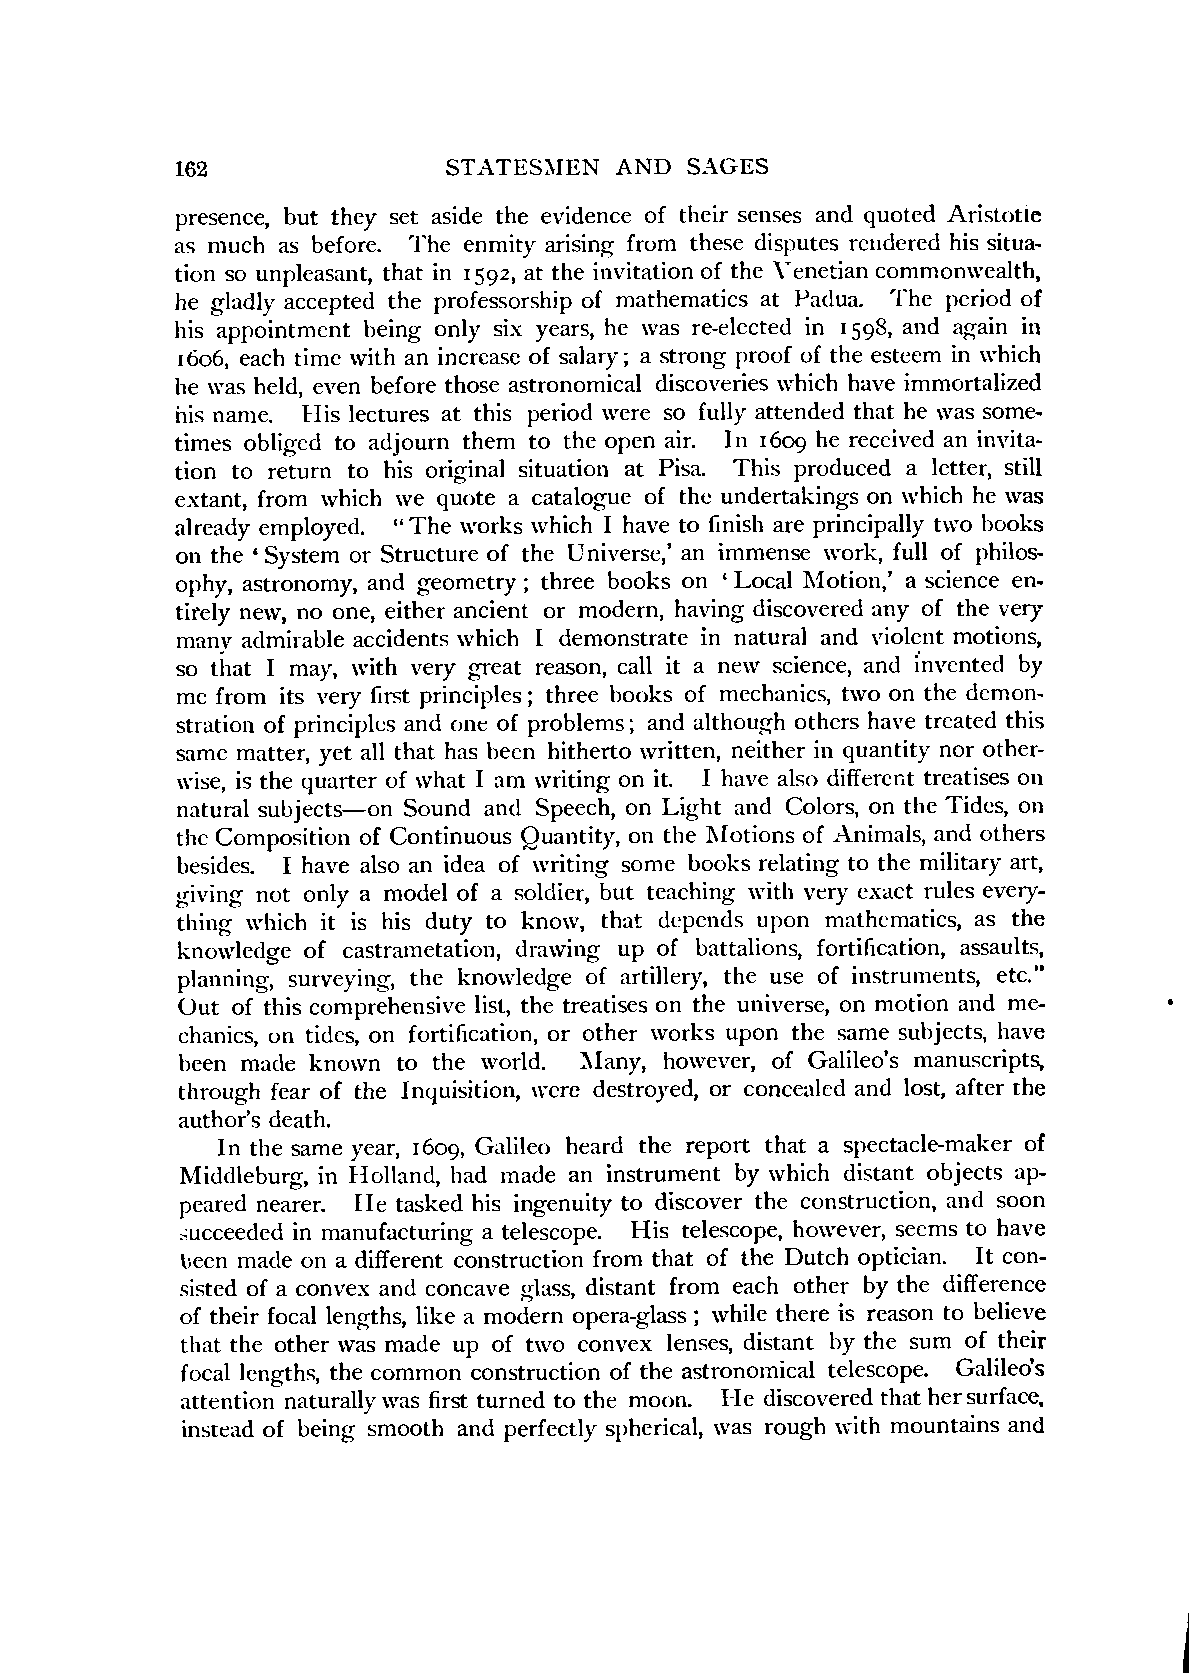 162 STATESMEN AND SAGES
presence, but they set aside the evidence of their senses and quoted Aristotle
as much as before. The enmity arising from these disputes rendered his situa-
tion so unpleasant, that in 1592, at the invitation of the Venetian commonwealth,
he gladly accepted the professorship of mathematics at Padua. The period of
his appointment being only six years, he was re-elected in 1598, and again in
1606, each time with an increase of salary; a strong proof of the esteem in which
he was held, even before those astronomical discoveries which have immortalized
his name. His lectures at this period were so fully attended that he was some-
times obliged to adjourn them to the open air. In 1609 he received an invita-
tion to return to his original situation at Pisa. This produced a letter, still
extant, from which we quote a catalogue of the undertakings on which he was
already employed. "The works which I have to finish are principally two books
on the 'System or Structure of the Universe,' an immense work, full of philos-
ophy, astronomy, and geometry; three books on 'Local Motion,' a science en-
tirely new, no one, either ancient or modern, having discovered any of the very
many admirable accidents which I demonstrate in natural and violent motions,
so that I may, with very great reason, call it a new science, and invented by
me from its very first principles; three books of mechanics, two on the demon-
stration of principles and one of problems; and although others have treated this
same matter, yet all that has been hitherto written, neither in quantity nor other-
wise, is the quarter of what I am writing on it. I have also different treatises on
natural subjects—on Sound and Speech, on Light and Colors, on the Tides, on
the Composition of Continuous Quantity, on the Motions of Animals, and others
besides. I have also an idea of writing some books relating to the military art,
giving not only a model of a soldier, but teaching with very exact rules every-
thing which it is his duty to know, that depends upon mathematics, as the
knowledge of castrametation, drawing up of battalions, fortification, assaults,
planning, surveying, the knowledge of artillery, the use of instruments, etc."
Out of this comprehensive list, the treatises on the universe, on motion and me-
chanics, on tides, on fortification, or other works upon the same subjects, have
been made known to the world. Many, however, of Galileo's manuscripts,
through fear of the Inquisition, were destroyed, or concealed and lost, after the
author's death.
In the same year, 1609, Galileo heard the report that a spectacle-maker of
Middleburg, in Holland, had made an instrument by which distant objects ap-
peared nearer. He tasked his ingenuity to discover the construction, and soon
succeeded in manufacturing a telescope. His telescope, however, seems to have
been made on a different construction from that of the Dutch optician. It con-
sisted of a convex and concave glass, distant from each other by the difference
of their focal lengths, like a modern opera-glass; while there is reason to believe
that the other was made up of two convex lenses, distant by the sum of their
focal lengths, the common construction of the astronomical telescope. Galileo's
attention naturally was first turned to the moon. He discovered that her surface,
instead of being smooth and perfectly spherical, was rough with mountains and